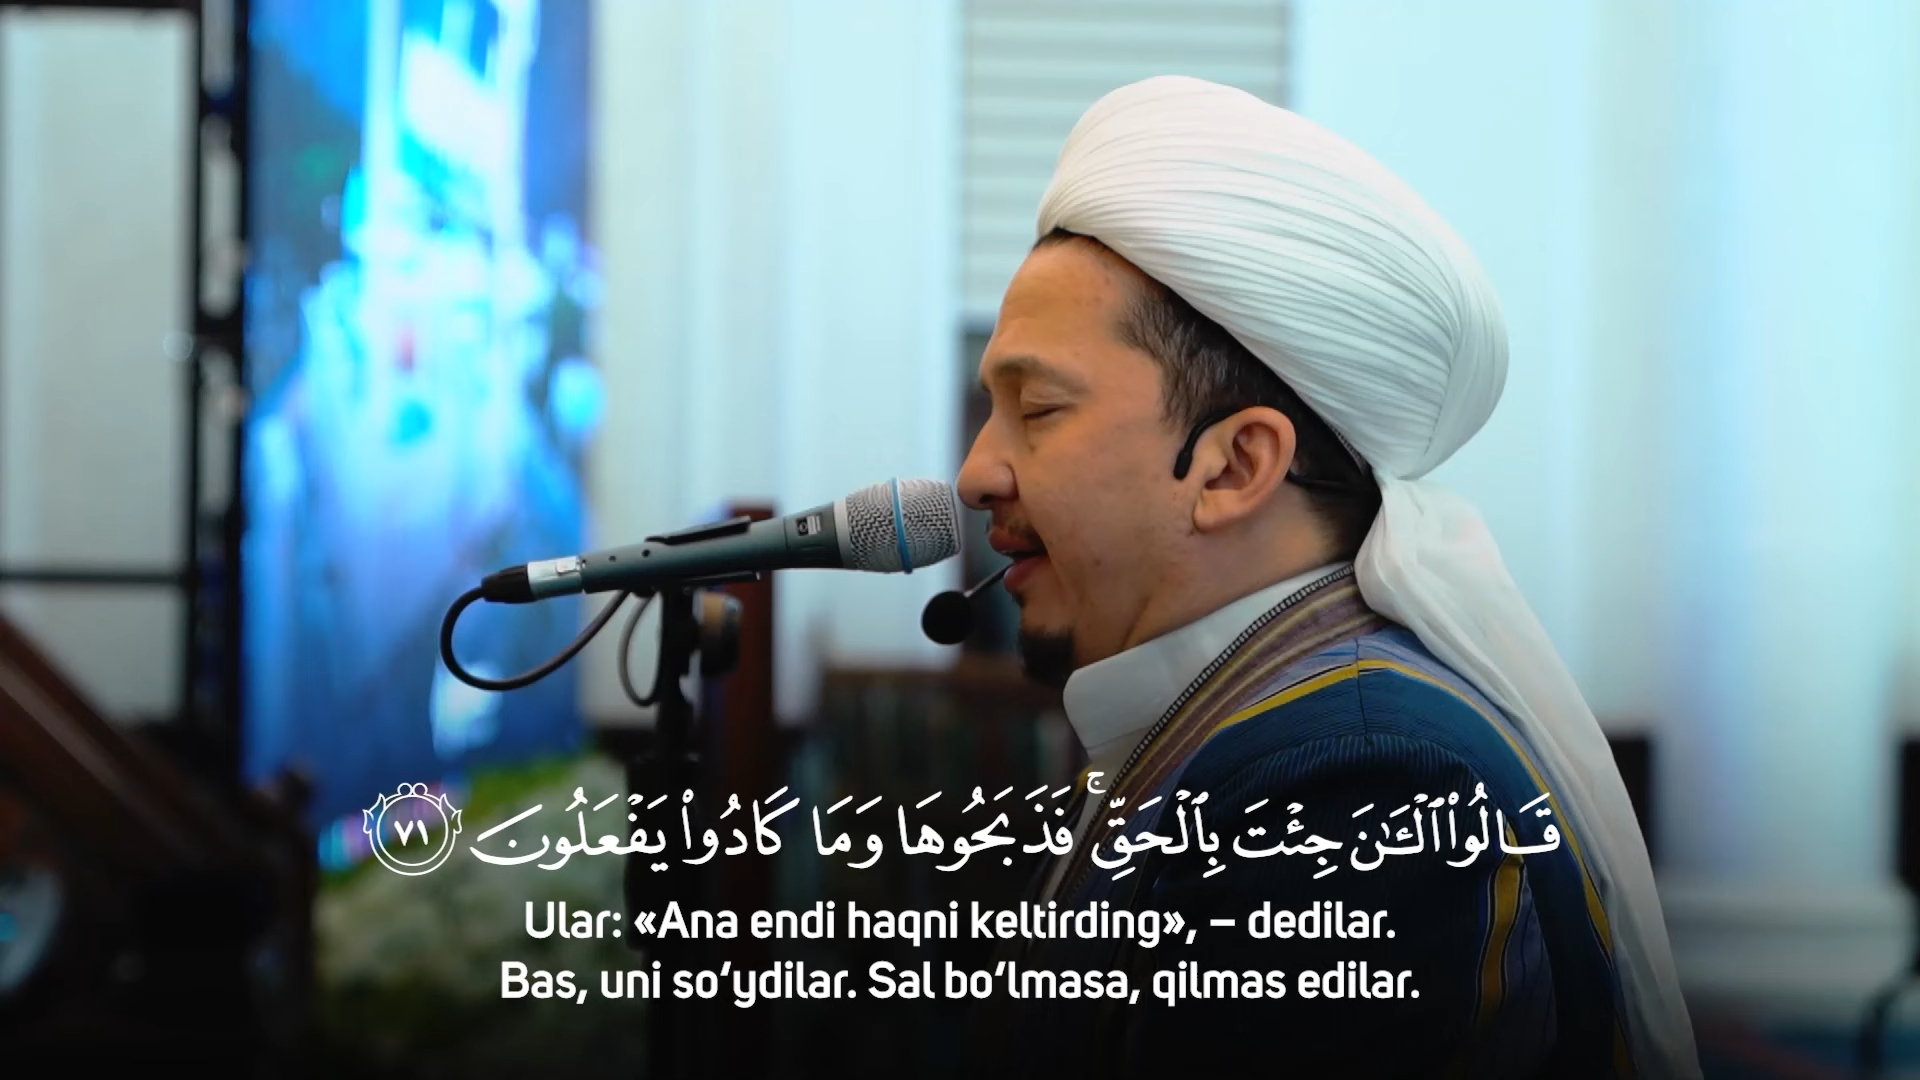 قَالُوا۟ ٱلْـَٔـٰنَ جِئْتَ بِٱلْحَقِّ ۚ فَذَبَحُوهَا وَمَا كَادُوا۟ يَفْعَلُونَ ٧١
Ular: «Ana endi haqni keltirding», – dedilar.
Bas, uni so‘ydilar. Sal bo‘lmasa, qilmas edilar.